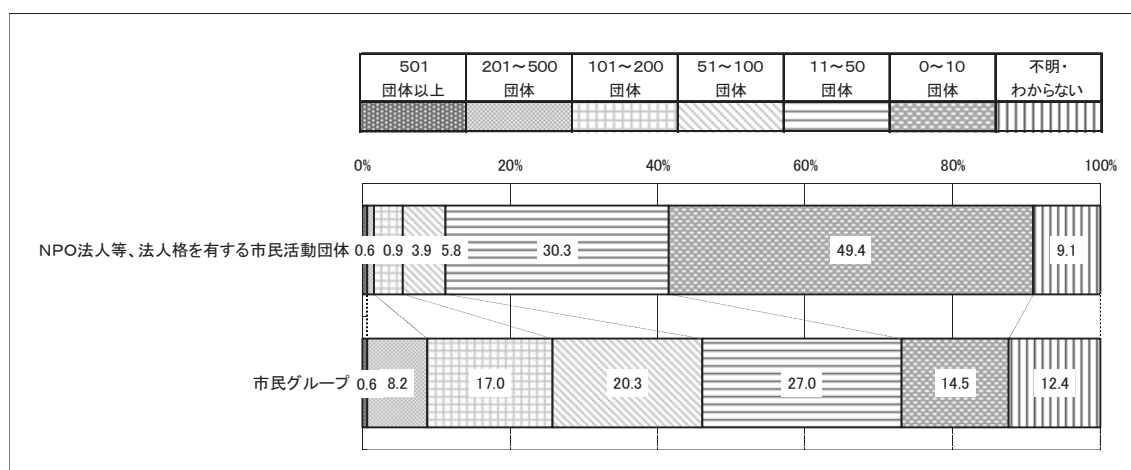 501 201～500 101～200 51～100 11～50 0～10 不明・
団体以上 団体 団体 団体 団体 団体 わからない
0% 20% 40% 60% 80% 100%
NPO法人等、法人格を有する市民活動団体 0.6 0.9 3.9 5.8 30.3 49.4 9.1
市民グループ 0.6 8.2 17.0 20.3 27.0 14.5 12.4